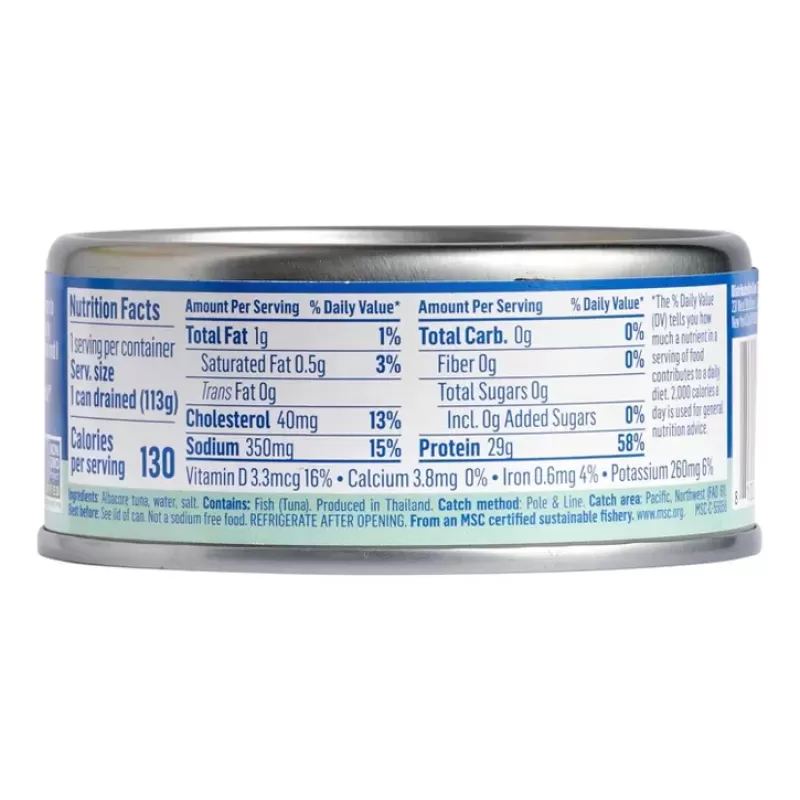 Nutrition Facts
1 serving per container
Serv. size
1 can drained (113g)
Calories
per serving 130
Amount Per Serving % Daily Value*
Total Fat 1g 1%
Saturated Fat 0.5g 3%
Trans Fat 0g
Cholesterol 40mg 13%
Sodium 350mg 15%
Amount Per Serving % Daily Value*
Total Carb. 0g 0%
Fiber 0g 0%
Total Sugars 0g
Incl. 0g Added Sugars 0%
Protein 29g 58%
Vitamin D 3.3mcg 16% • Calcium 3.8mg 0% • Iron 0.6mg 4% • Potassium 260mg 6%
*The % Daily Value
(DV) tells you how
much a nutrient in a
serving of food
contributes to a daily
diet. 2,000 calories a
day is used for general
nutrition advice.
Ingredients: Albacore tuna, water, salt. Contains: Fish (Tuna). Produced in Thailand. Catch method: Pole & Line. Catch area: Pacific, Northwest (FAO 61).
Best before: See lid of can. Not a sodium free food. REFRIGERATE AFTER OPENING. From an MSC certified sustainable fishery. www.msc.org. MSC-C-
New York
8